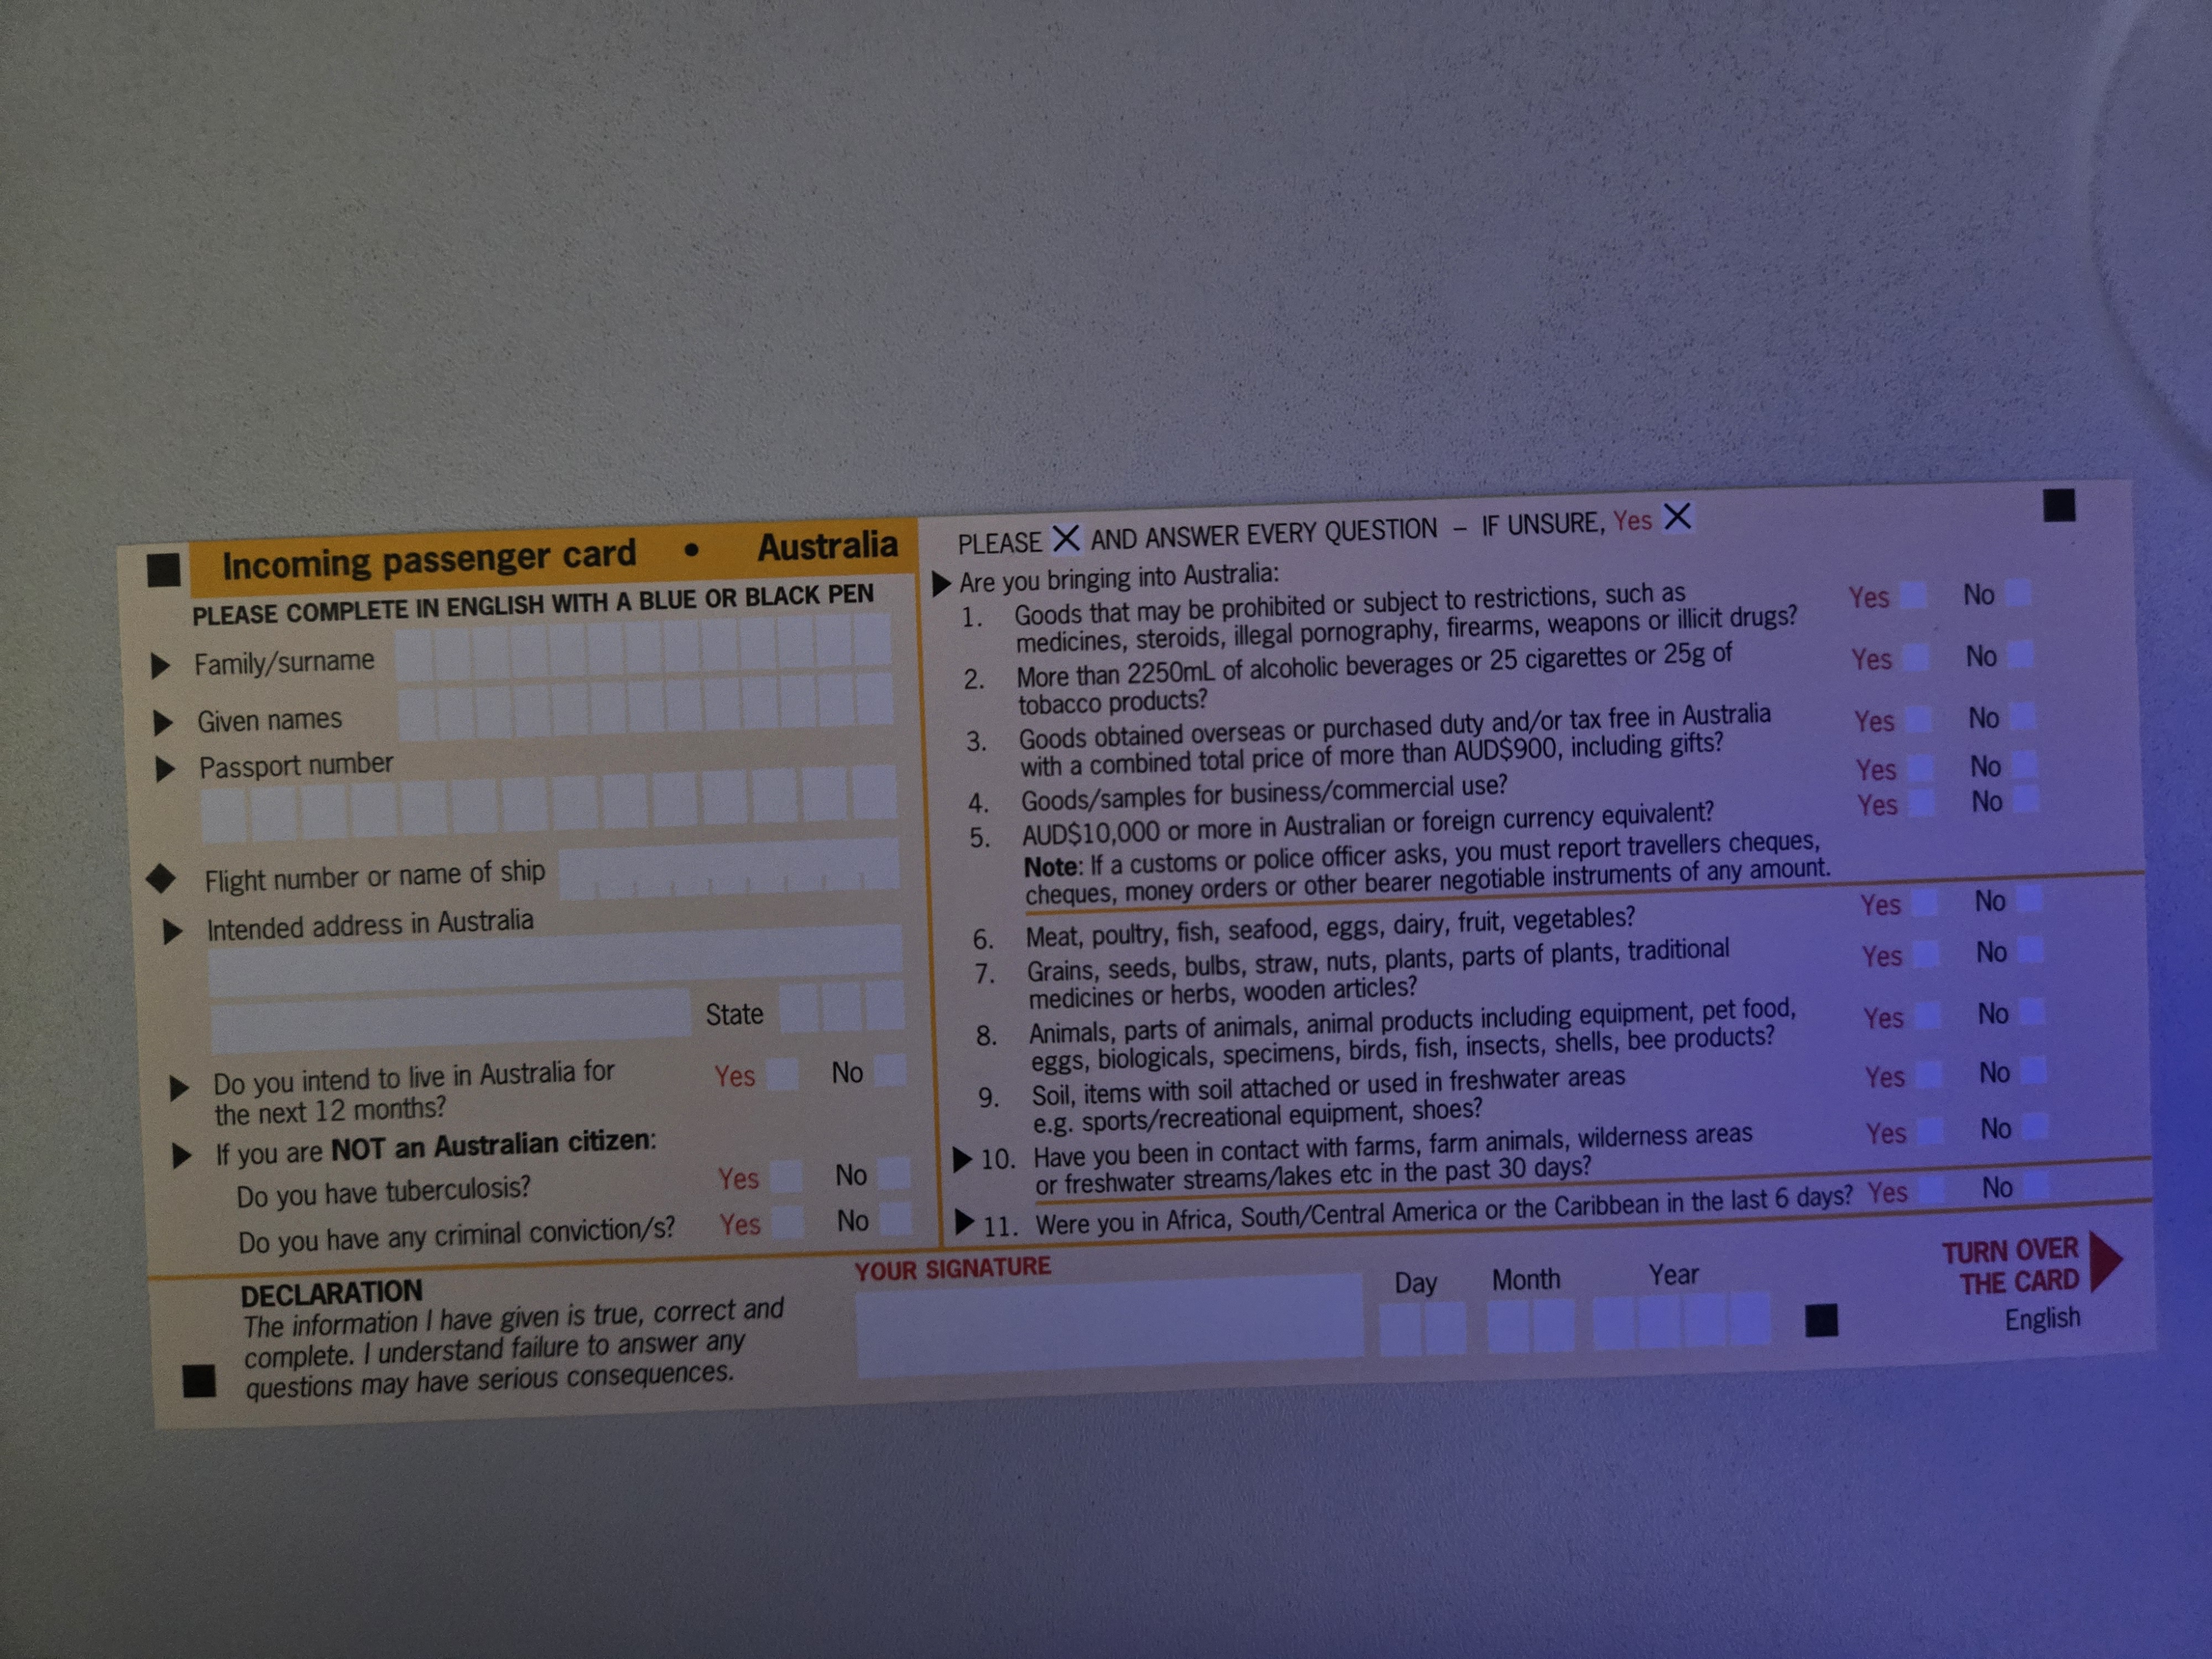 Incoming passenger card • Australia
PLEASE COMPLETE IN ENGLISH WITH A BLUE OR BLACK PEN
Family/surname
Given names
Passport number
Flight number or name of ship
Intended address in Australia
State
Do you intend to live in Australia for Yes No
the next 12 months?
If you are NOT an Australian citizen:
Do you have tuberculosis? Yes No
Do you have any criminal conviction/s? Yes No
PLEASE X AND ANSWER EVERY QUESTION – IF UNSURE, Yes X
Are you bringing into Australia:
1. Goods that may be prohibited or subject to restrictions, such as Yes No
medicines, steroids, illegal pornography, firearms, weapons or illicit drugs?
2. More than 2250mL of alcoholic beverages or 25 cigarettes or 25g of Yes No
tobacco products?
3. Goods obtained overseas or purchased duty and/or tax free in Australia Yes No
with a combined total price of more than AUD$900, including gifts?
4. Goods/samples for business/commercial use? Yes No
5. AUD$10,000 or more in Australian or foreign currency equivalent? Yes No
Note: If a customs or police officer asks, you must report travellers cheques,
cheques, money orders or other bearer negotiable instruments of any amount.
6. Meat, poultry, fish, seafood, eggs, dairy, fruit, vegetables? Yes No
7. Grains, seeds, bulbs, straw, nuts, plants, parts of plants, traditional Yes No
medicines or herbs, wooden articles?
8. Animals, parts of animals, animal products including equipment, pet food, Yes No
eggs, biologicals, specimens, birds, fish, insects, shells, bee products?
9. Soil, items with soil attached or used in freshwater areas Yes No
e.g. sports/recreational equipment, shoes?
10. Have you been in contact with farms, farm animals, wilderness areas Yes No
or freshwater streams/lakes etc in the past 30 days?
11. Were you in Africa, South/Central America or the Caribbean in the last 6 days? Yes No
DECLARATION
The information I have given is true, correct and
complete. I understand failure to answer any
questions may have serious consequences.
YOUR SIGNATURE
Day Month Year
TURN OVER
THE CARD
English